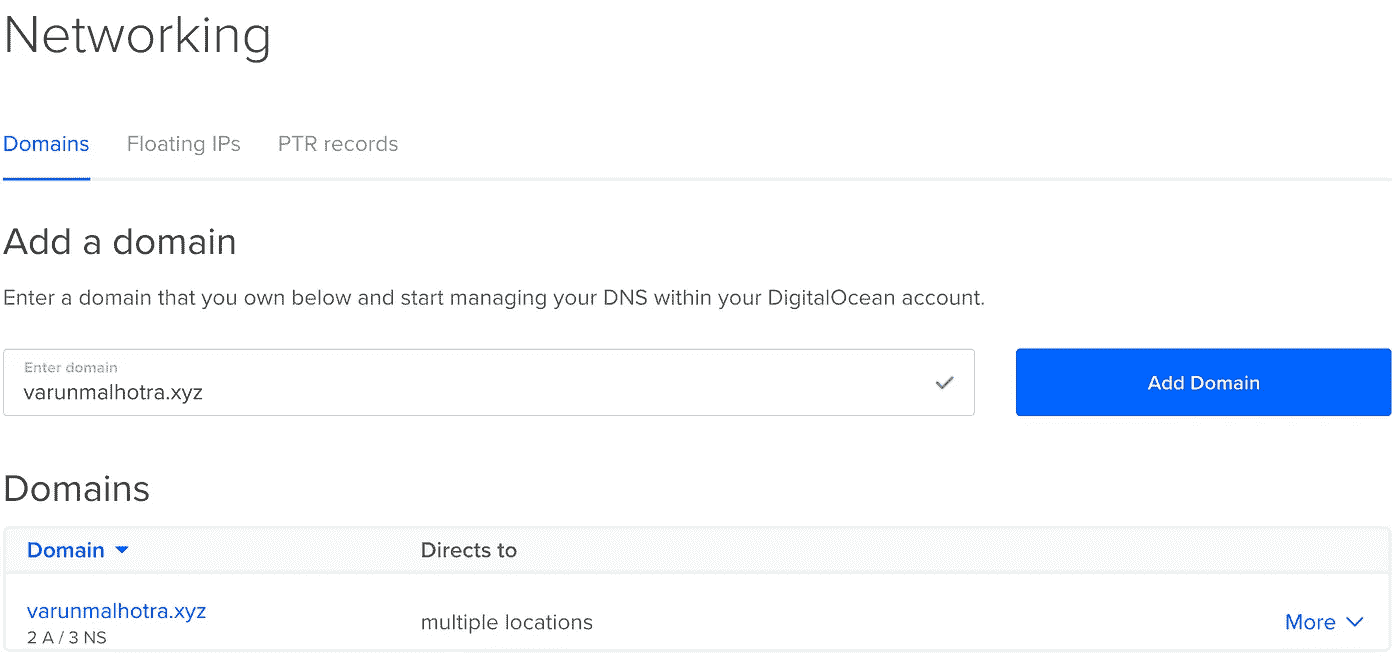 Networking
Domains Floating IPs PTR records
Add a domain
Enter a domain that you own below and start managing your DNS within your DigitalOcean account.
Enter domain
varunmalhotra.xyz
Add Domain
Domains
Domain Directs to
varunmalhotra.xyz
2 A / 3 NS
multiple locations
More